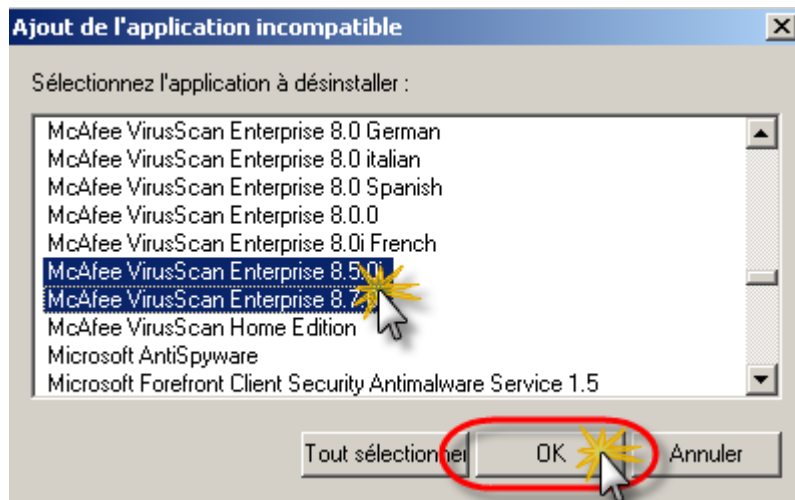 Ajout de l'application incompatible
Sélectionnez l'application à désinstaller :
McAfee VirusScan Enterprise 8.0 German
McAfee VirusScan Enterprise 8.0 italian
McAfee VirusScan Enterprise 8.0 Spanish
McAfee VirusScan Enterprise 8.0.0
McAfee VirusScan Enterprise 8.0i French
McAfee VirusScan Enterprise 8.5.0i
McAfee VirusScan Enterprise
McAfee VirusScan Home Edition
Microsoft AntiSpyware
Microsoft Forefront Client Security Antimalware Service 1.5
Tout sélectionner OK Annuler